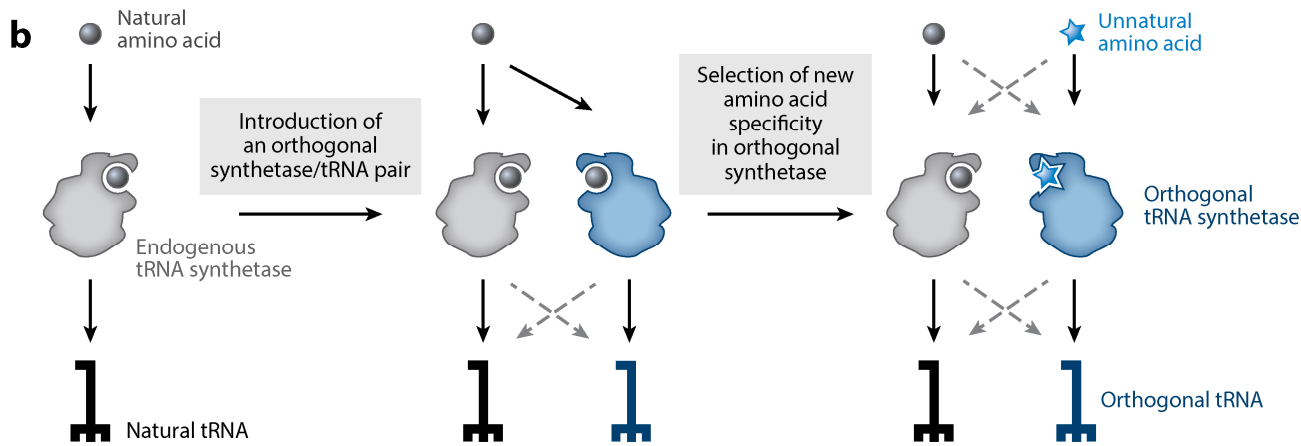 b
Natural
amino acid
Unnatural
amino acid
Introduction of
an orthogonal
synthetase/tRNA pair
Selection of new
amino acid
specificity
in orthogonal
synthetase
Endogenous
tRNA synthetase
Orthogonal
tRNA synthetase
Natural tRNA
Orthogonal tRNA